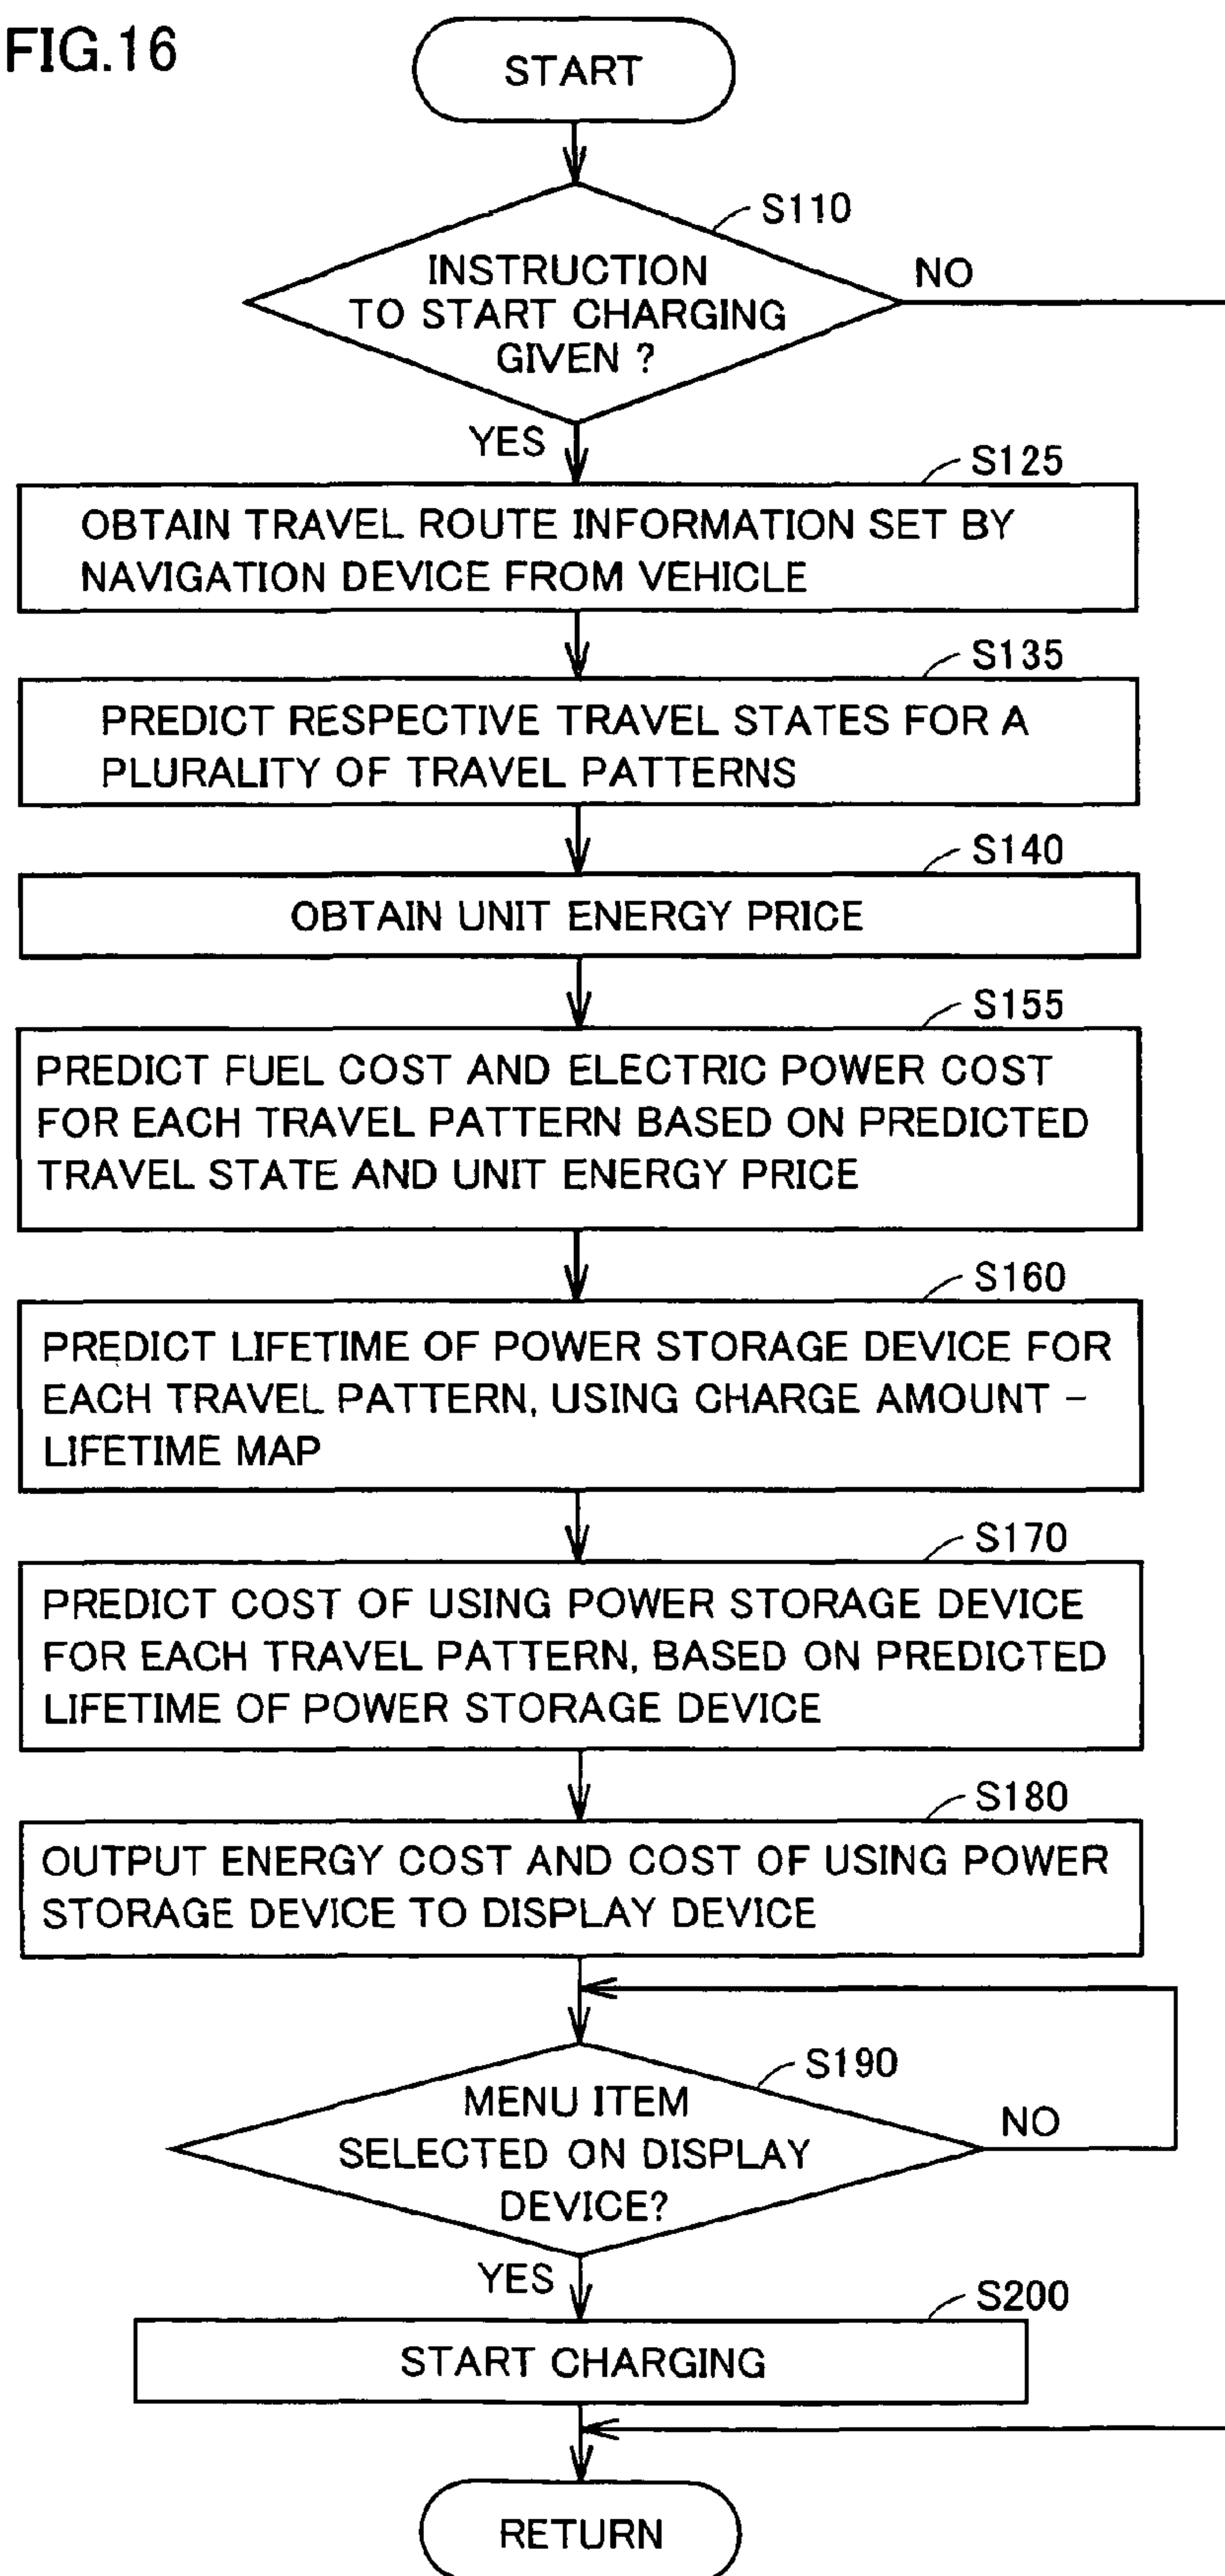 FIG.16
START
S110
INSTRUCTION
TO START CHARGING
GIVEN ?
NO
YES
S125
OBTAIN TRAVEL ROUTE INFORMATION SET BY
NAVIGATION DEVICE FROM VEHICLE
S135
PREDICT RESPECTIVE TRAVEL STATES FOR A
PLURALITY OF TRAVEL PATTERNS
S140
OBTAIN UNIT ENERGY PRICE
S155
PREDICT FUEL COST AND ELECTRIC POWER COST
FOR EACH TRAVEL PATTERN BASED ON PREDICTED
TRAVEL STATE AND UNIT ENERGY PRICE
S160
PREDICT LIFETIME OF POWER STORAGE DEVICE FOR
EACH TRAVEL PATTERN, USING CHARGE AMOUNT –
LIFETIME MAP
S170
PREDICT COST OF USING POWER STORAGE DEVICE
FOR EACH TRAVEL PATTERN, BASED ON PREDICTED
LIFETIME OF POWER STORAGE DEVICE
S180
OUTPUT ENERGY COST AND COST OF USING POWER
STORAGE DEVICE TO DISPLAY DEVICE
S190
MENU ITEM
SELECTED ON DISPLAY
DEVICE?
NO
YES
S200
START CHARGING
RETURN